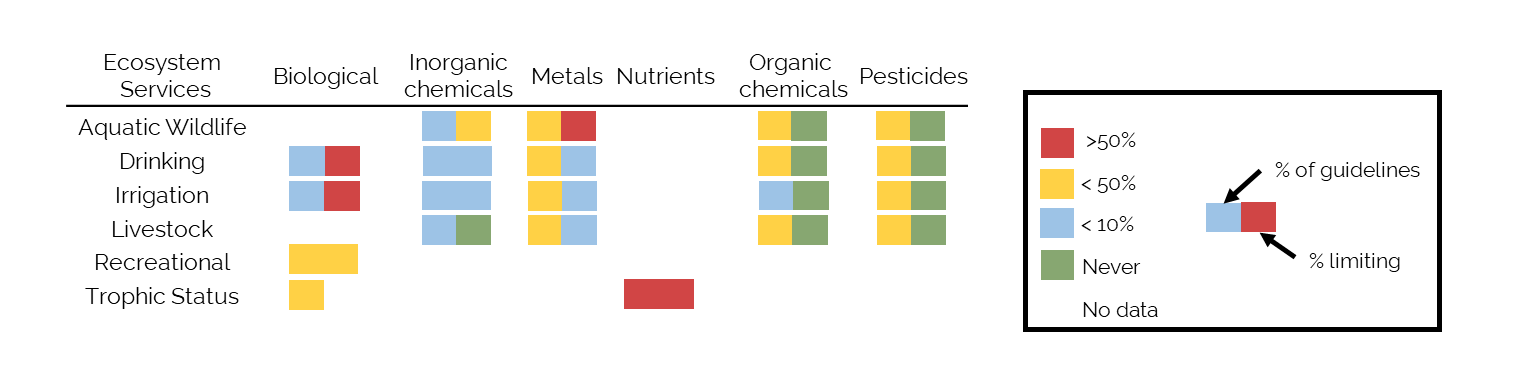 Ecosystem
Services
Biological
Inorganic
chemicals
Metals
Nutrients
Organic
chemicals
Pesticides
Aquatic Wildlife
Drinking
Irrigation
Livestock
Recreational
Trophic Status
>50%
< 50%
< 10%
Never
No data
% of guidelines
% limiting